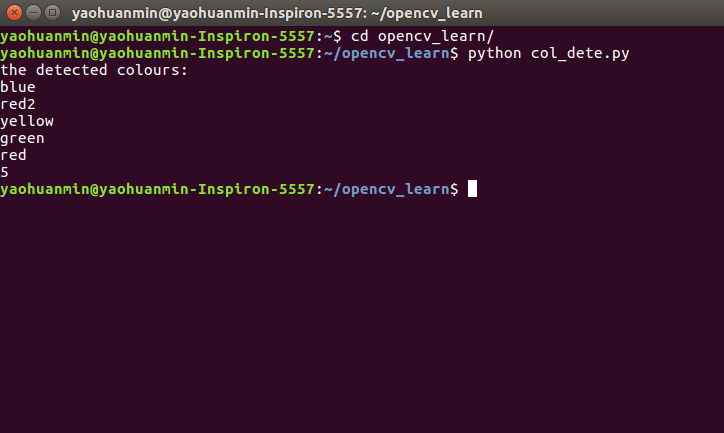 yaohuanmin@yaohuanmin-Inspiron-5557: ~/opencv_learn
yaohuanmin@yaohuanmin-Inspiron-5557:~$ cd opencv_learn/
yaohuanmin@yaohuanmin-Inspiron-5557:~/opencv_learn$ python col_dete.py
the detected colours:
blue
red2
yellow
green
red
5
yaohuanmin@yaohuanmin-Inspiron-5557:~/opencv_learn$